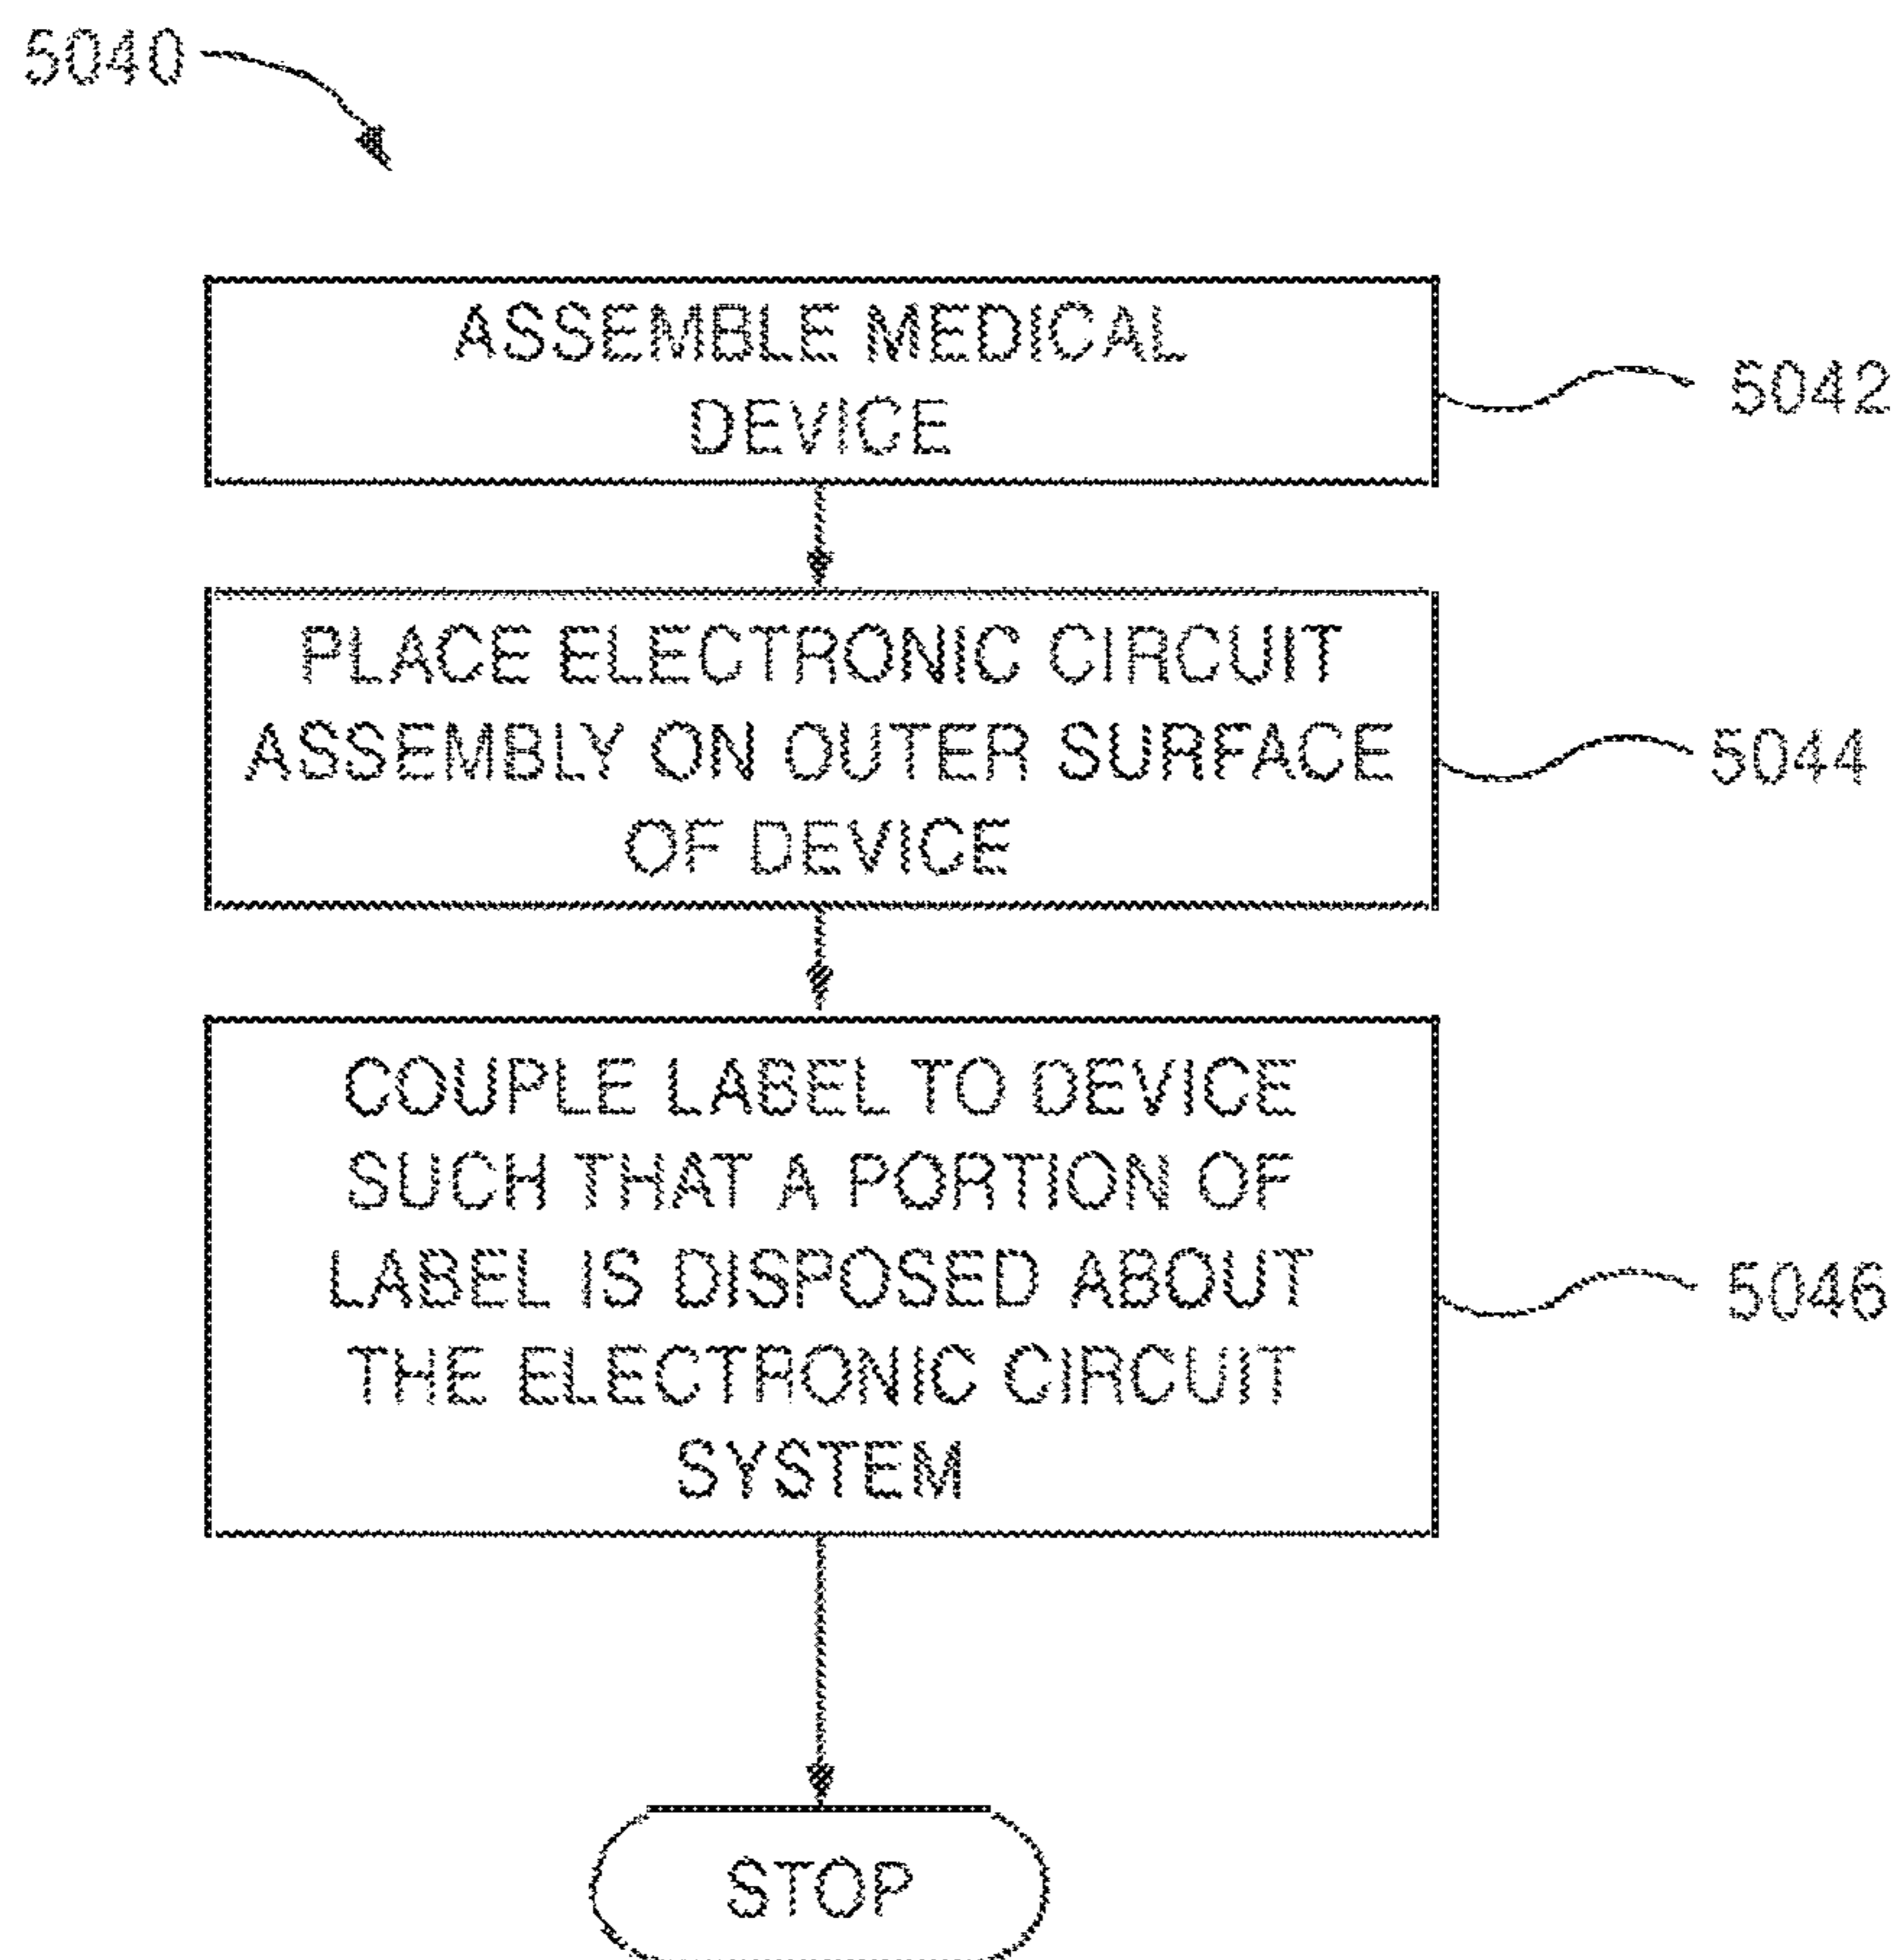 5040
ASSEMBLE MEDICAL
DEVICE
5042
PLACE ELECTRONIC CIRCUIT
ASSEMBLY ON OUTER SURFACE
OF DEVICE
5044
COUPLE LABEL TO DEVICE
SUCH THAT A PORTION OF
LABEL IS DISPOSED ABOUT
THE ELECTRONIC CIRCUIT
SYSTEM
5046
STOP